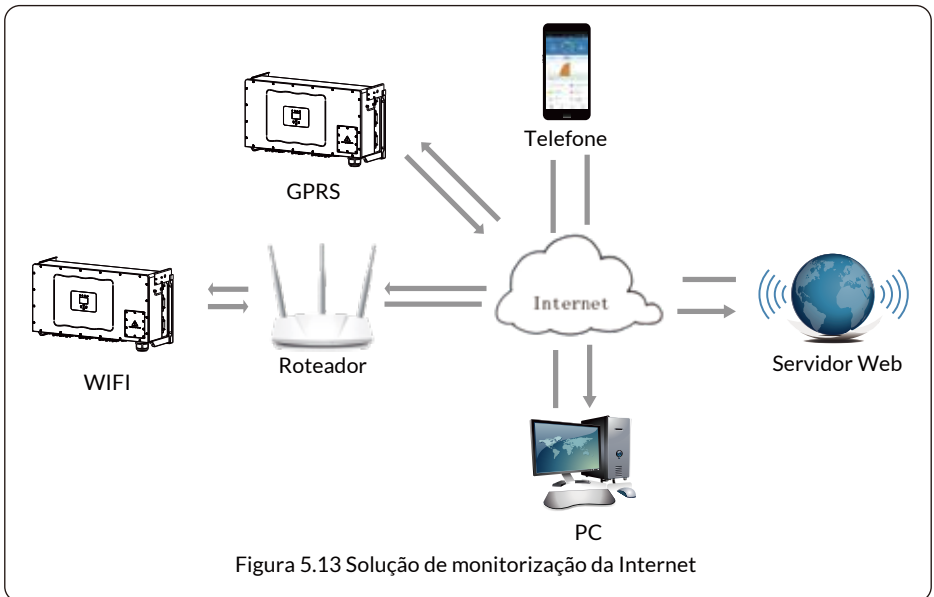 Telefone
GPRS
Internet
Roteador
Servidor Web
WIFI
PC
Figura 5.13 Solução de monitorização da Internet